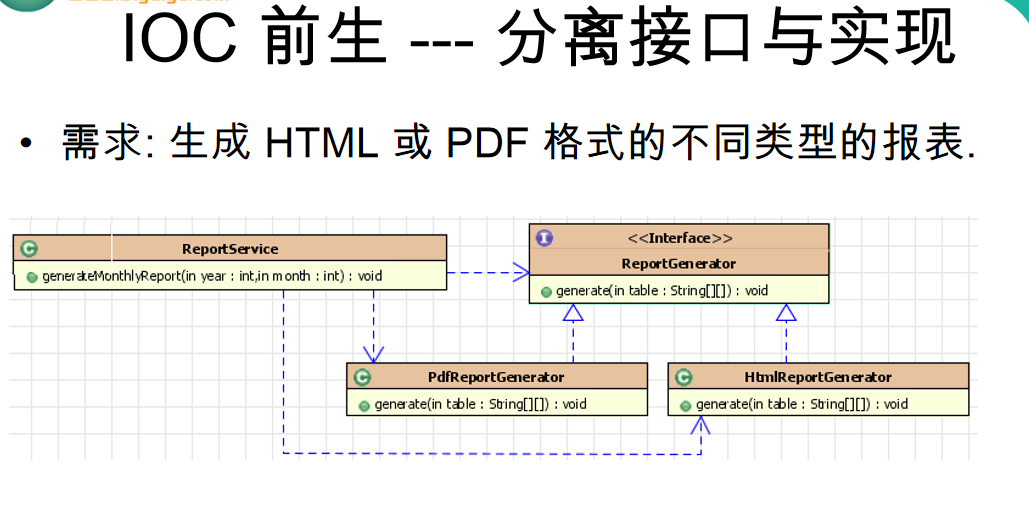 IOC 前生 --- 分离接口与实现
• 需求: 生成 HTML 或 PDF 格式的不同类型的报表.
C ReportService
generateMonthlyReport(in year : int,in month : int) : void
I <<Interface>>
ReportGenerator
generate(in table : String[][]) : void
C PdfReportGenerator
generate(in table : String[][]) : void
C HtmlReportGenerator
generate(in table : String[][]) : void